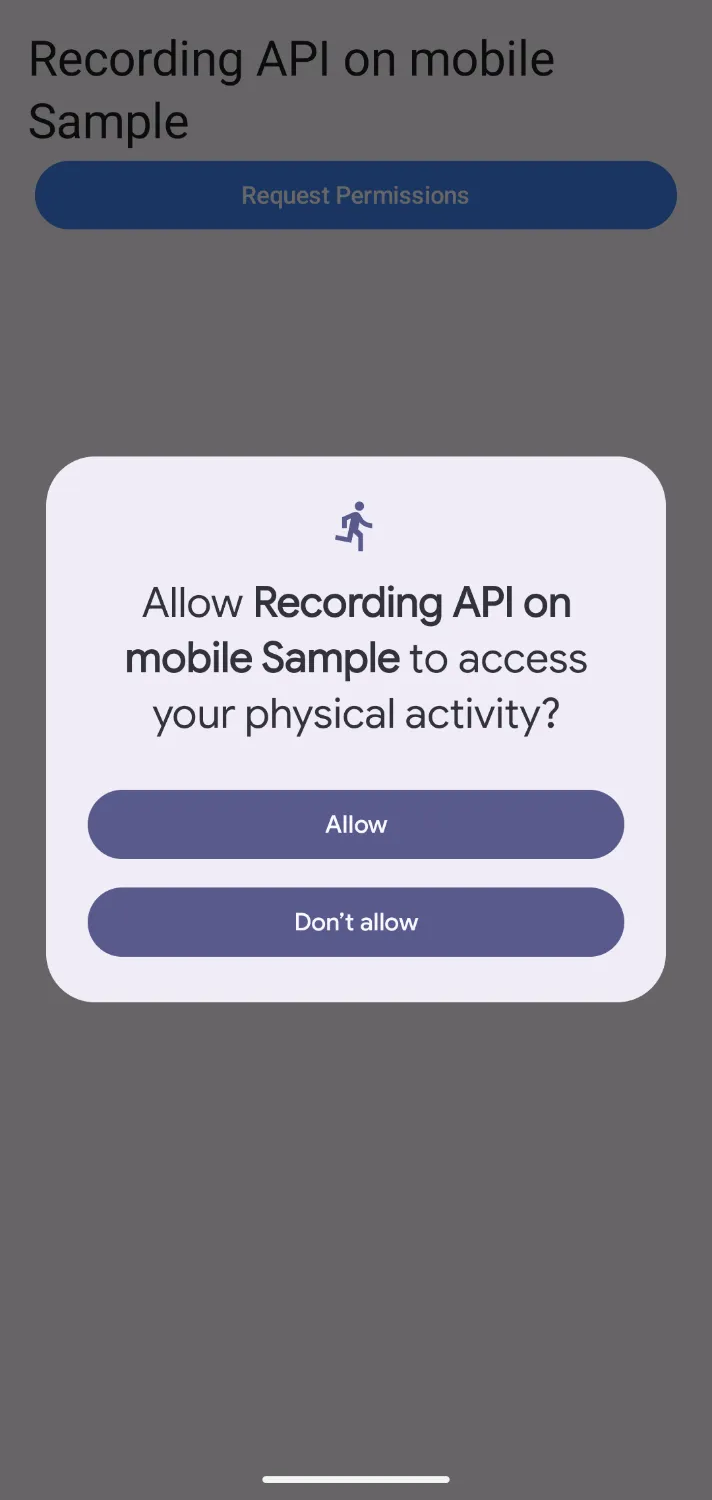 Recording API on mobile
Sample
Request Permissions
Allow Recording API on
mobile Sample to access
your physical activity?
Allow
Don’t allow